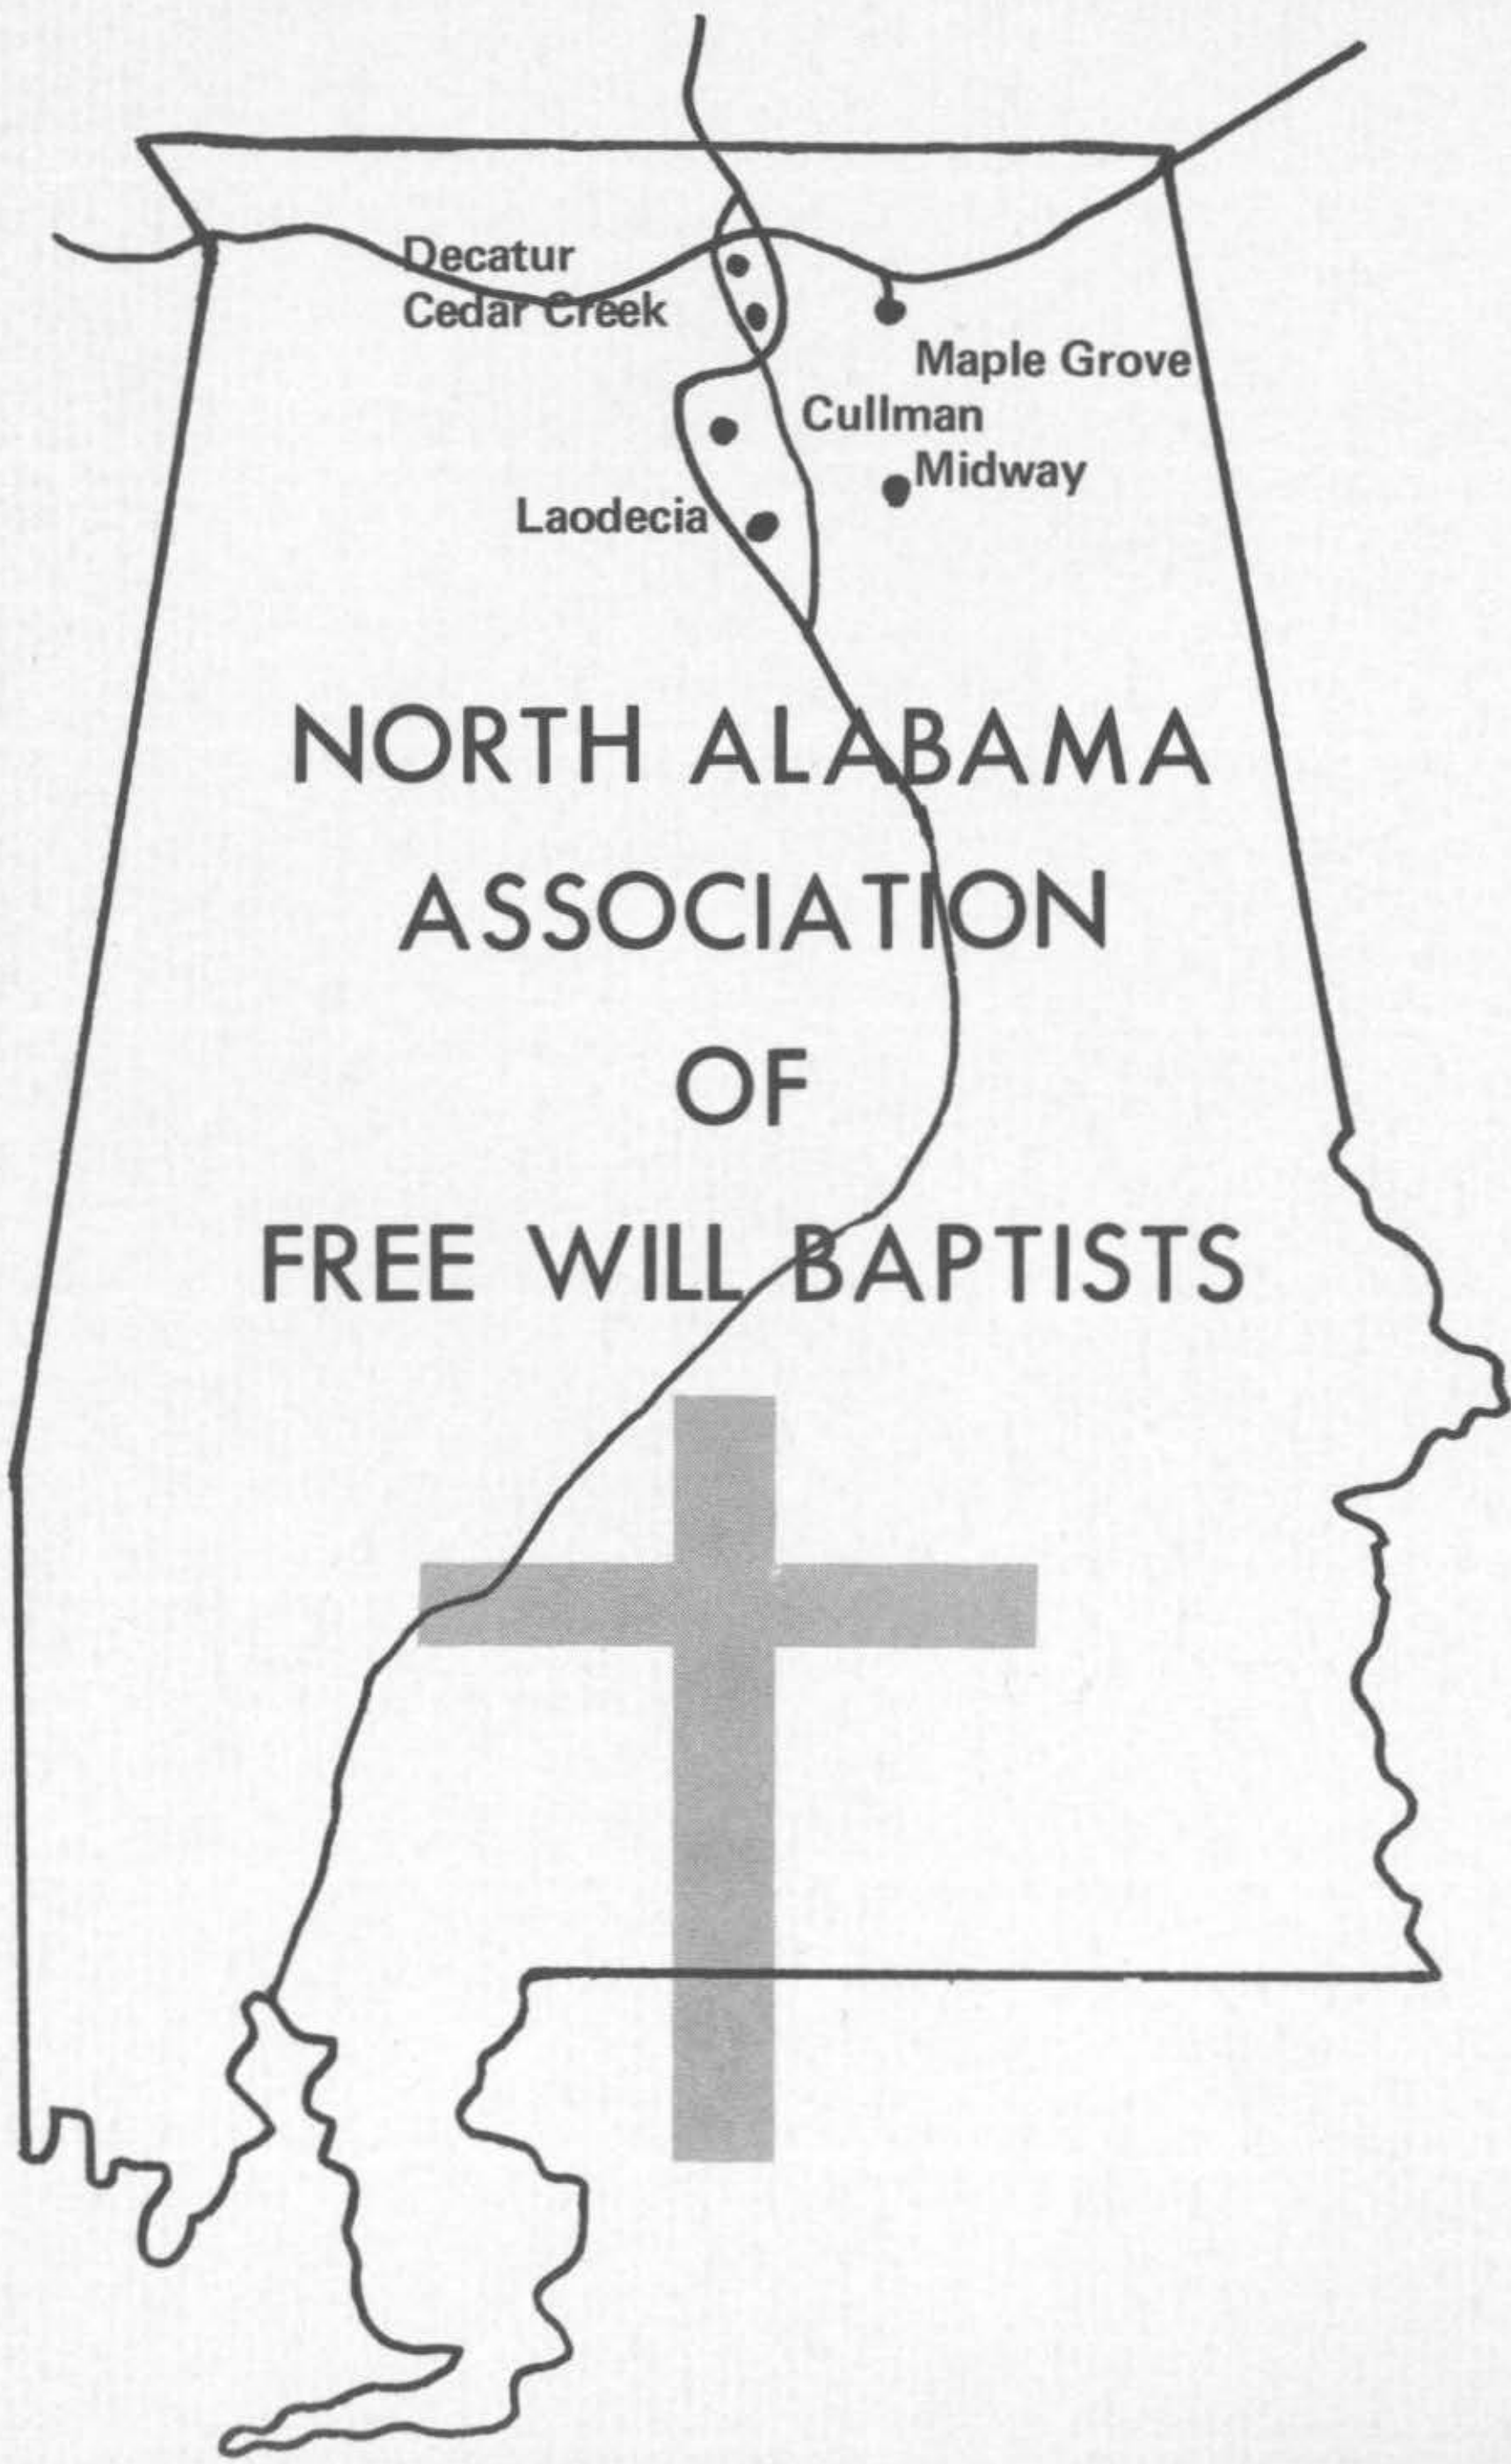 Decatur
Cedar Creek
Maple Grove
Cullman
Midway
Laodecia
NORTH ALABAMA
ASSOCIATION
OF
FREE WILL BAPTISTS